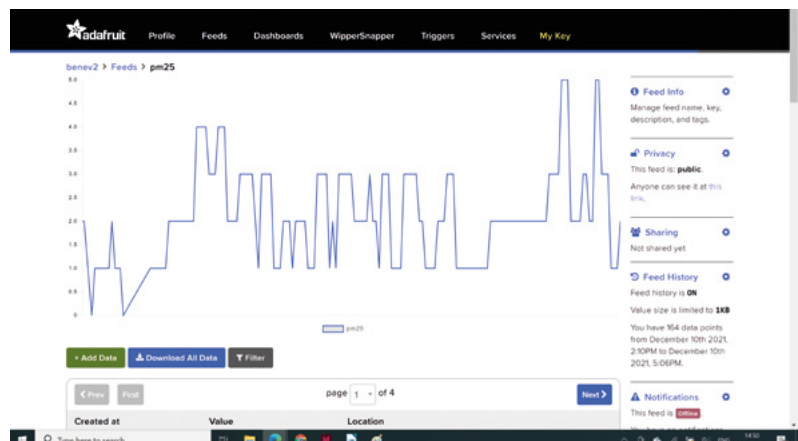 adafruit Profile Feeds Dashboards WipperSnapper Triggers Services My Key
benev2 > Feeds > pm25
5.0
4.5
4.0
3.5
3.0
2.5
2.0
1.5
1.0
0.5
0
pm25
+ Add Data Download All Data Filter
< Prev First page 1 of 4 Next >
Created at Value Location
Feed Info
Manage feed name, key,
description, and tags.
Privacy
This feed is: public.
Anyone can see it at this
link.
Sharing
Not shared yet
Feed History
Feed history is ON
Value size is limited to 1KB
You have 164 data points
from December 10th 2021,
2:10PM to December 10th
2021, 5:06PM.
Notifications
This feed is Offline
Type here to search
14:50